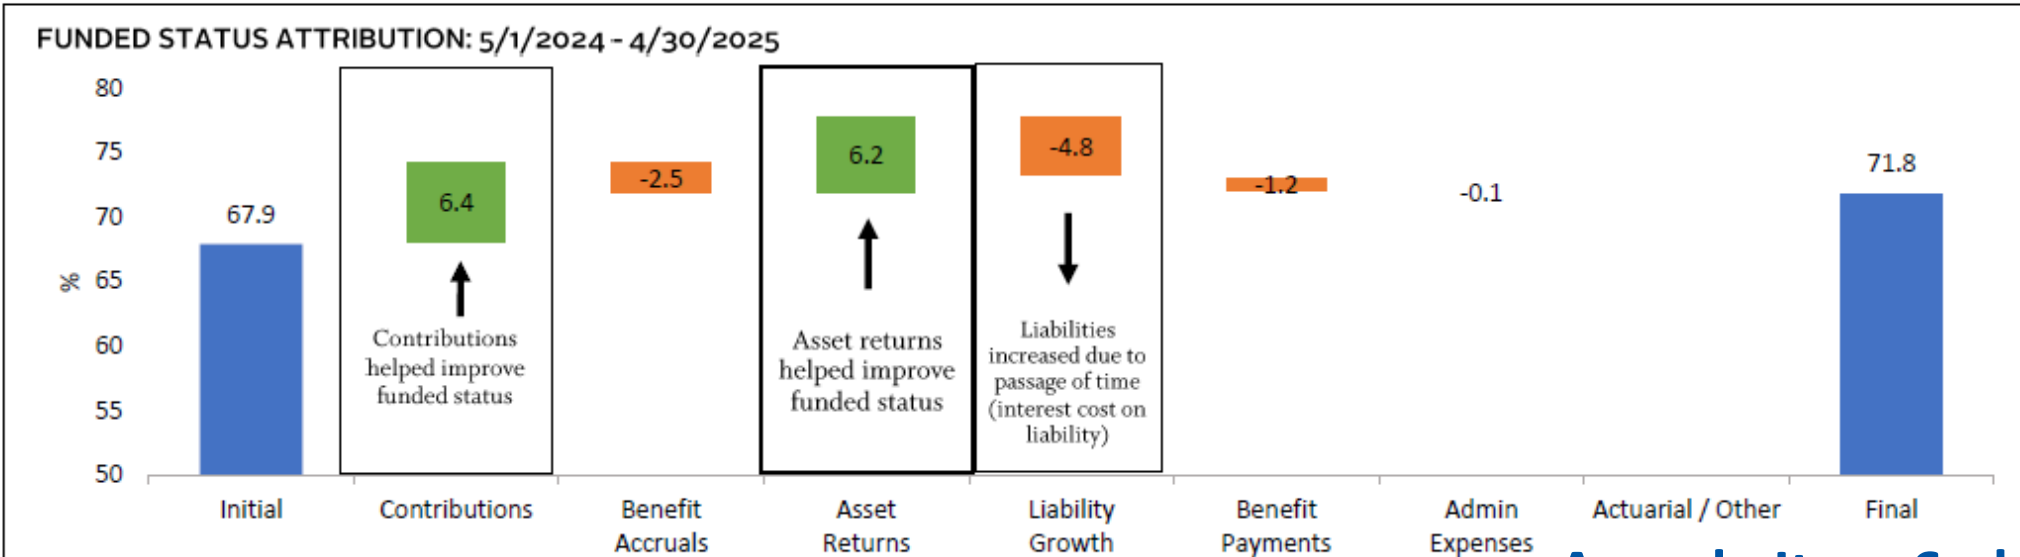 FUNDED STATUS ATTRIBUTION: 5/1/2024 - 4/30/2025
80
75
70
65
60
55
50
%
67.9
6.4
-2.5
6.2
-4.8
-1.2
-0.1
71.8
Contributions
helped improve
funded status
Asset returns
helped improve
funded status
Liabilities
increased due to
passage of time
(interest cost on
liability)
Initial
Contributions
Benefit
Accruals
Asset
Returns
Liability
Growth
Benefit
Payments
Admin
Expenses
Actuarial / Other
Final